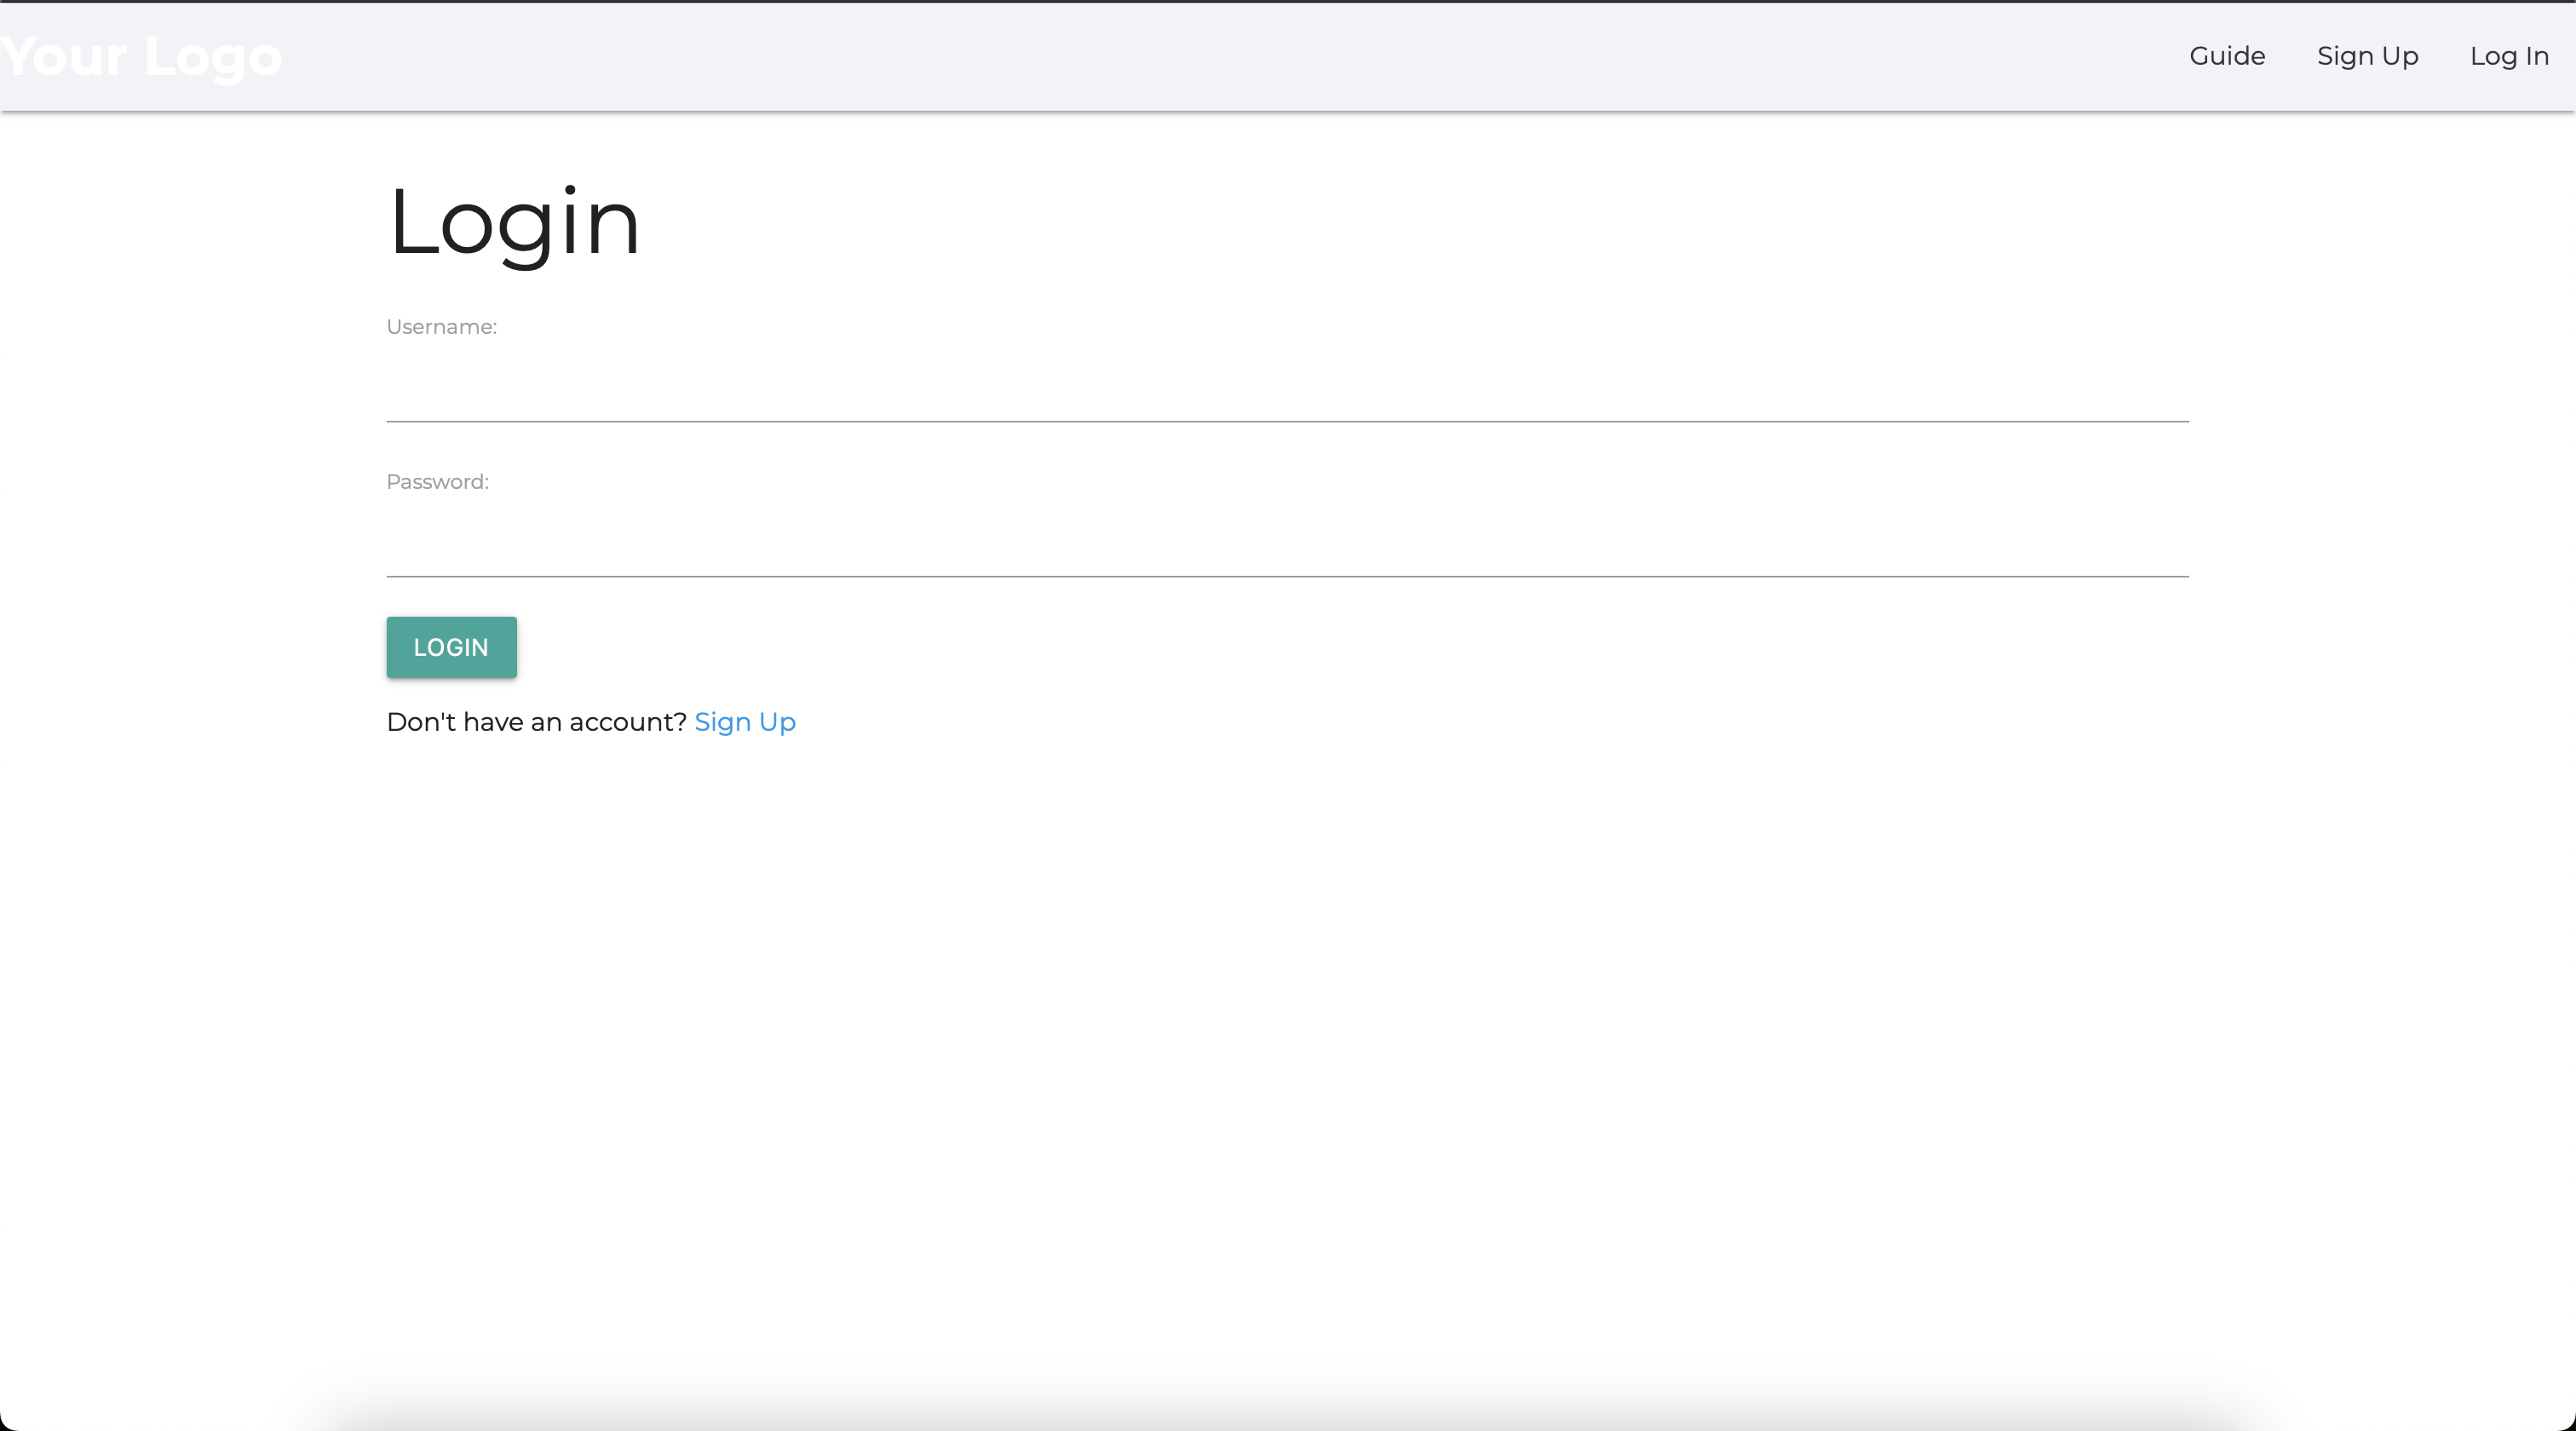 Your Logo
Guide Sign Up Log In
Login
Username:
Password:
LOGIN
Don't have an account? Sign Up